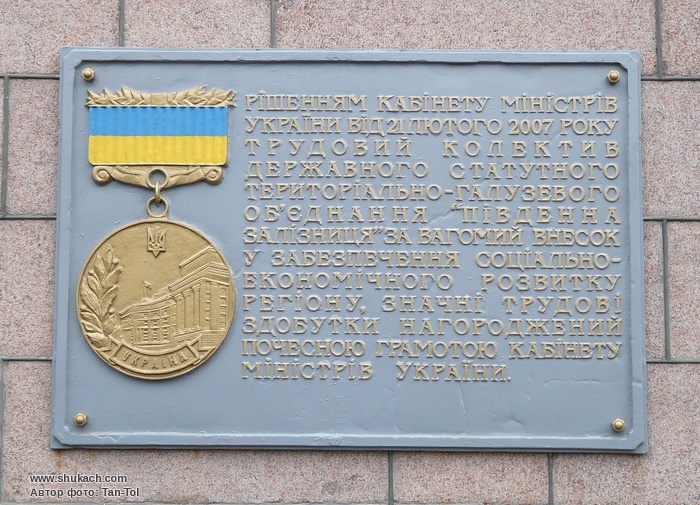 РІШЕННЯМ КАБІНЕТУ МІНІСТРІВ
УКРАЇНИ ВІД 21 ЛЮТОГО 2007 РОКУ
ТРУДОВИЙ КОЛЕКТИВ
ДЕРЖАВНОГО СТАТУТНОГО
ТЕРИТОРІАЛЬНО-ГАЛУЗЕВОГО
ОБ'ЄДНАННЯ "ПІВДЕННА
ЗАЛІЗНИЦЯ" ЗА ВАГОМИЙ ВНЕСОК
У ЗАБЕЗПЕЧЕННЯ СОЦІАЛЬНО-
ЕКОНОМІЧНОГО РОЗВИТКУ
РЕГІОНУ, ЗНАЧНІ ТРУДОВІ
ЗДОБУТКИ НАГОРОДЖЕНИЙ
ПОЧЕСНОЮ ГРАМОТОЮ КАБІНЕТУ
МІНІСТРІВ УКРАЇНИ.
УКРАЇНА
www.shukach.com
Автор фото: Tan-Tol